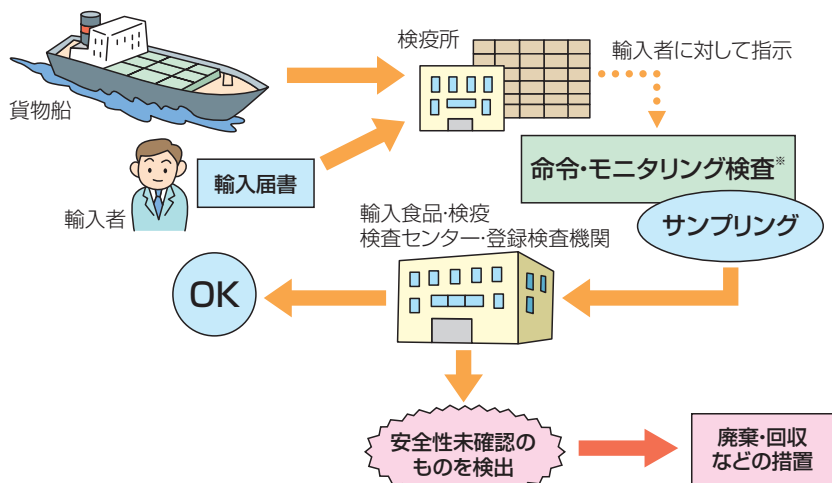 検疫所
輸入者に対して指示
貨物船
輸入届書
輸入者
命令・モニタリング検査※
サンプリング
輸入食品・検疫
検査センター・登録検査機関
OK
安全性未確認の
ものを検出
廃棄・回収
などの措置